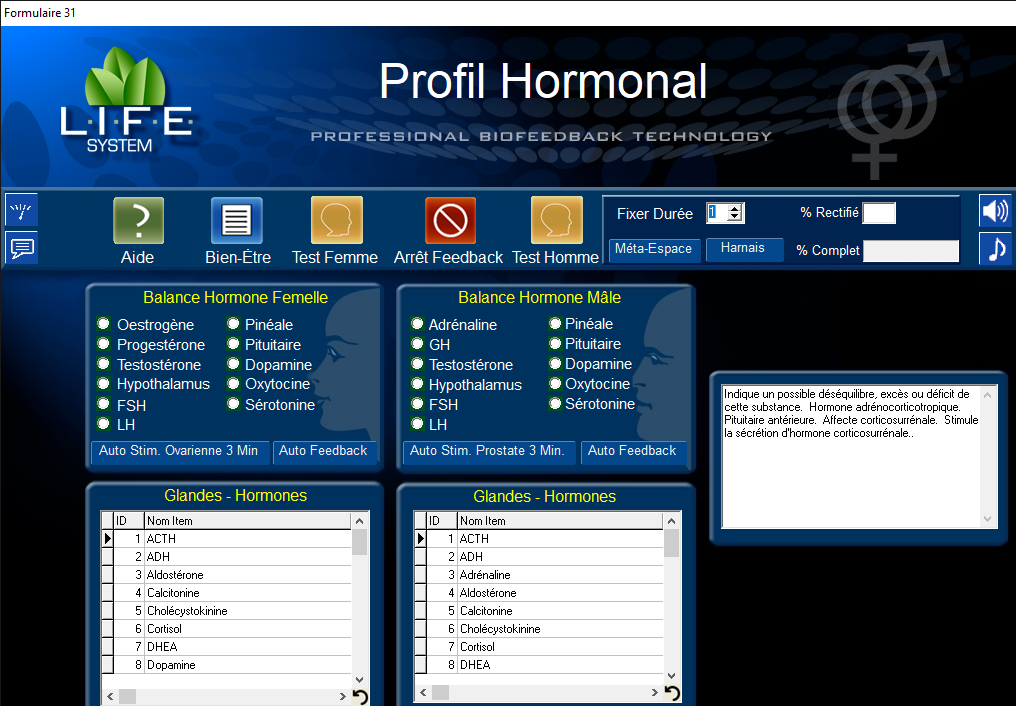 Formulaire 31
L·I·F·E
SYSTEM
Profil Hormonal
PROFESSIONAL BIOFEEDBACK TECHNOLOGY
?
Aide
Bien-Être
Test Femme
Arrêt Feedback
Test Homme
Fixer Durée 1
% Rectifié
Méta-Espace
Harnais
% Complet
Balance Hormone Femelle
Oestrogène
Progestérone
Testostérone
Hypothalamus
FSH
LH
Pinéale
Pituitaire
Dopamine
Oxytocine
Sérotonine
Auto Stim. Ovarienne 3 Min
Auto Feedback
Balance Hormone Mâle
Adrénaline
GH
Testostérone
Hypothalamus
FSH
LH
Pinéale
Pituitaire
Dopamine
Oxytocine
Sérotonine
Auto Stim. Prostate 3 Min.
Auto Feedback
Indique un possible déséquilibre, excès ou déficit de
cette substance.  Hormone adrénocorticotropique.
Pituitaire antérieure.  Affecte corticosurrénale.  Stimule
la sécrétion d'hormone corticosurrénale..
Glandes - Hormones
ID Nom Item
1 ACTH
2 ADH
3 Aldostérone
4 Calcitonine
5 Cholécystokinine
6 Cortisol
7 DHEA
8 Dopamine
Glandes - Hormones
ID Nom Item
1 ACTH
2 ADH
3 Adrénaline
4 Aldostérone
5 Calcitonine
6 Cholécystokinine
7 Cortisol
8 DHEA